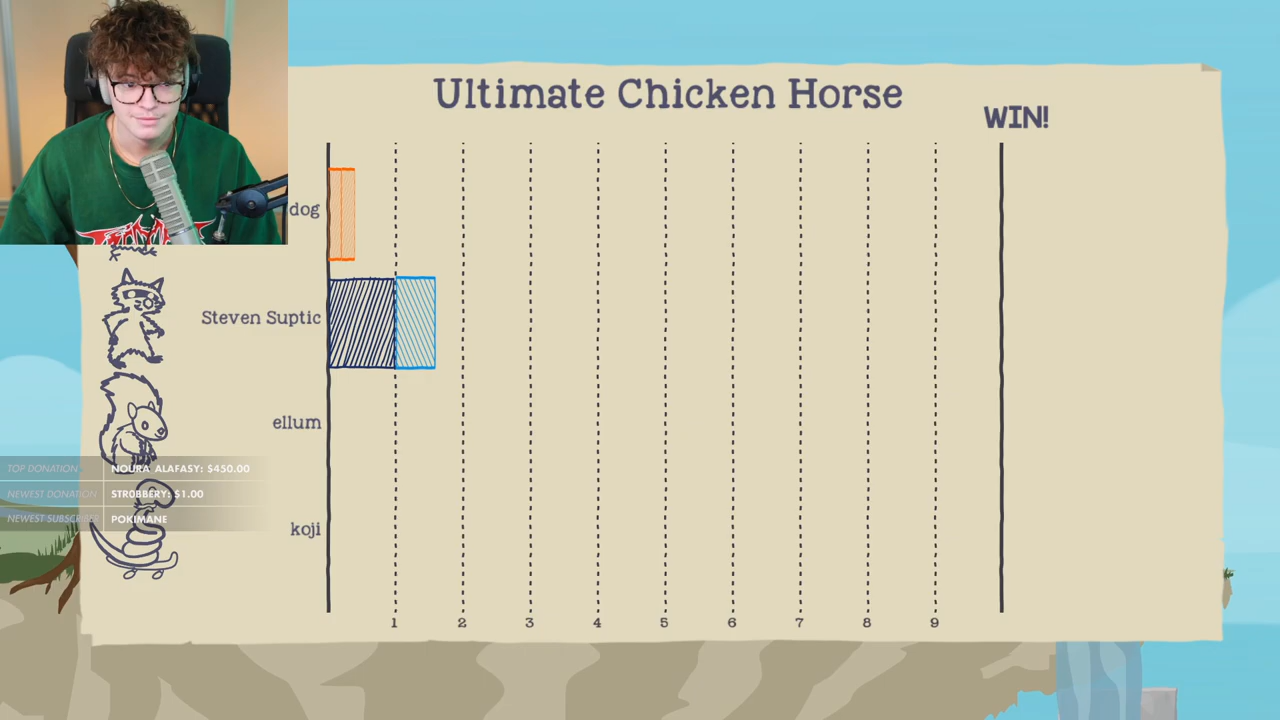 Ultimate Chicken Horse
WIN!
dog
Steven Suptic
ellum
koji
TOP DONATION NOURA ALAFASY: $450.00
NEWEST DONATION STR0BBERY: $1.00
NEWEST SUBSCRIBER POKIMANE
1 2 3 4 5 6 7 8 9